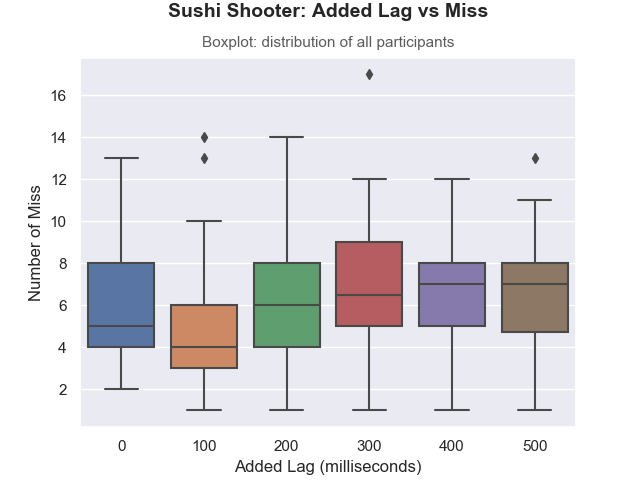 Sushi Shooter: Added Lag vs Miss
Boxplot: distribution of all participants
16
14
12
10
8
6
4
2
Number of Miss
0 100 200 300 400 500
Added Lag (milliseconds)